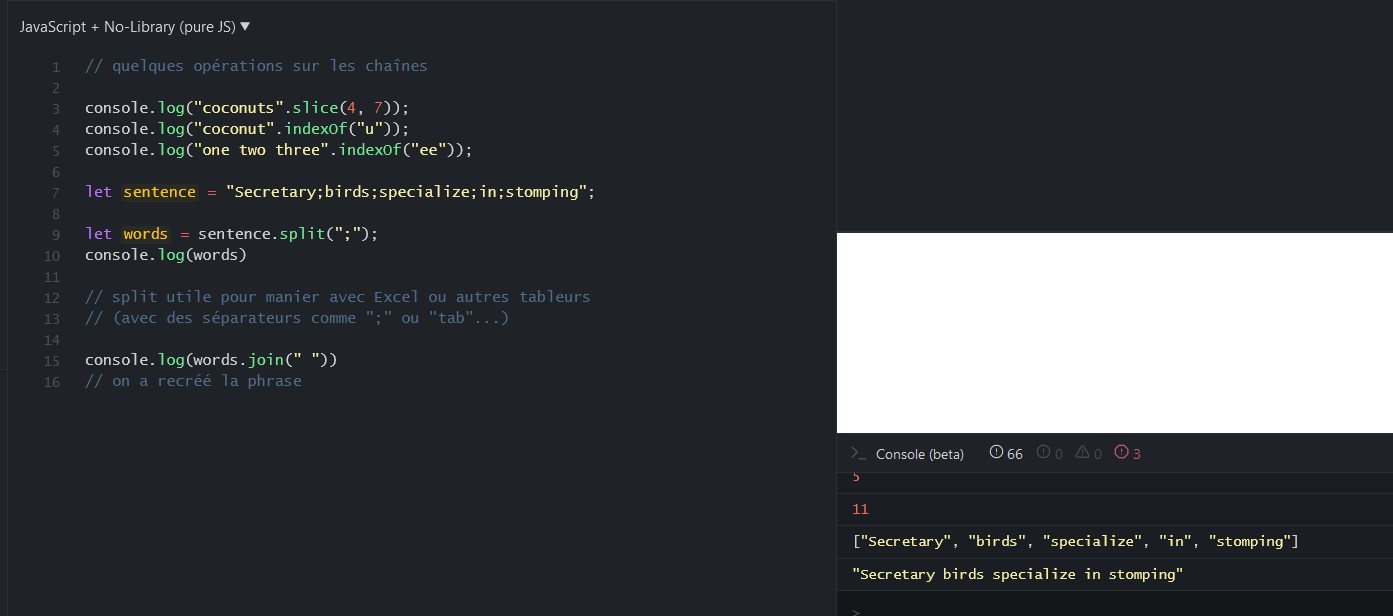 JavaScript + No-Library (pure JS) ▼
1 // quelques opérations sur les chaînes
2
3 console.log("coconuts".slice(4, 7));
4 console.log("coconut".indexOf("u"));
5 console.log("one two three".indexOf("ee"));
6
7 let sentence = "Secretary;birds;specialize;in;stomping";
8
9 let words = sentence.split(";");
10 console.log(words)
11
12 // split utile pour manier avec Excel ou autres tableurs
13 // (avec des séparateurs comme ";" ou "tab"...)
14
15 console.log(words.join(" "))
16 // on a recréé la phrase
>_ Console (beta) 66 0 0 3
5
11
["Secretary", "birds", "specialize", "in", "stomping"]
"Secretary birds specialize in stomping"
>